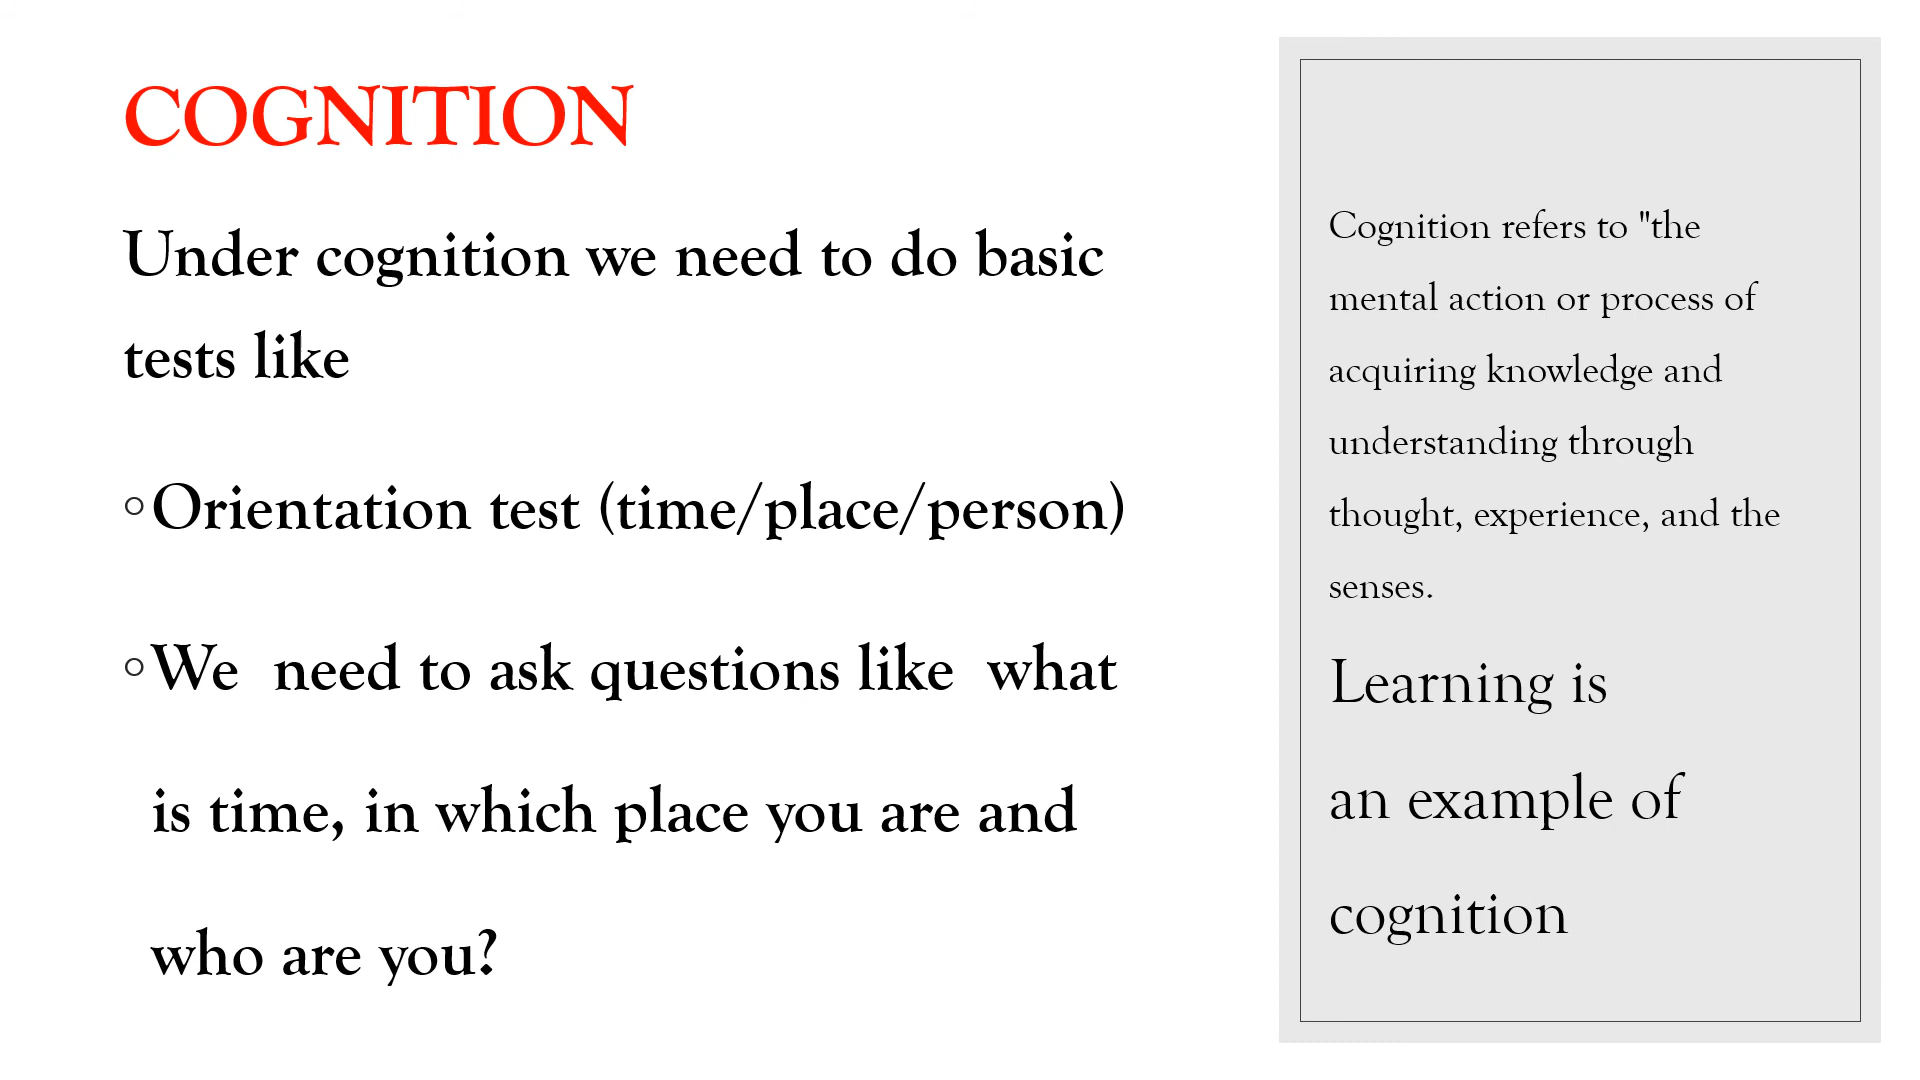 COGNITION
Under cognition we need to do basic
tests like
◦Orientation test (time/place/person)
◦We  need to ask questions like  what
is time, in which place you are and
who are you?
Cognition refers to "the
mental action or process of
acquiring knowledge and
understanding through
thought, experience, and the
senses.
Learning is
an example of
cognition